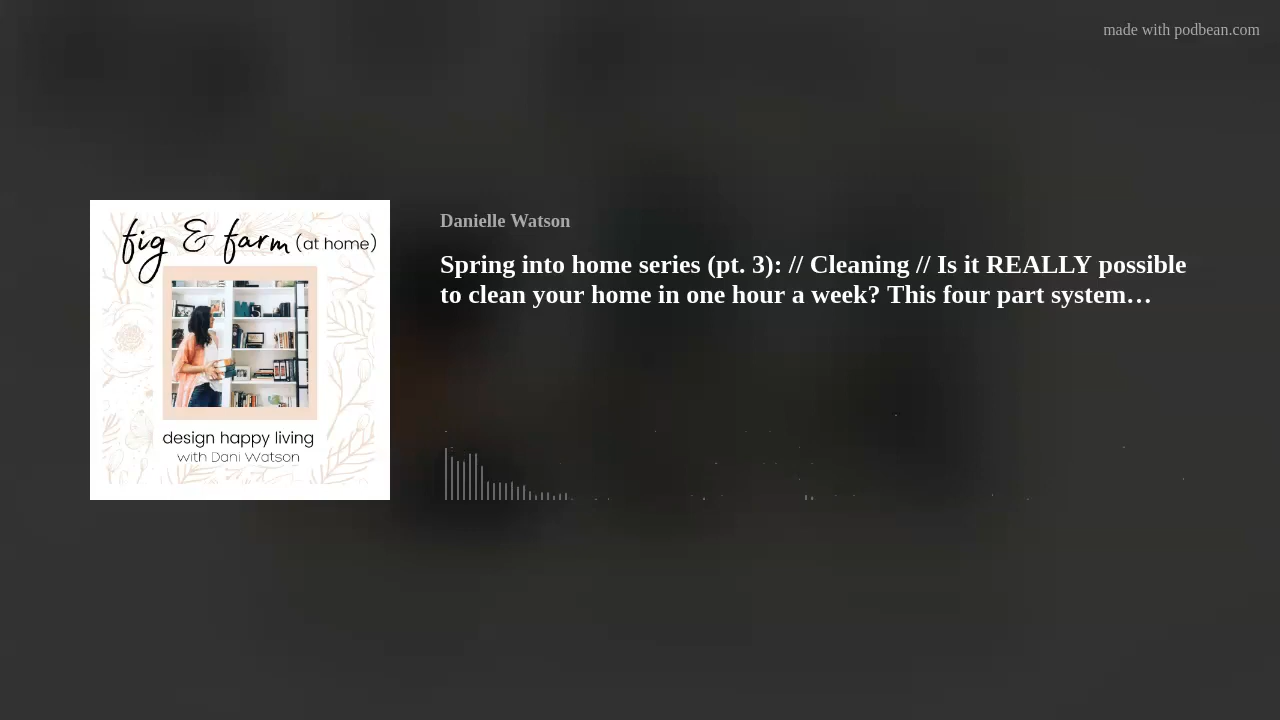 made with podbean.com
fig & farm (at home)
design happy living
with Dani Watson
Danielle Watson
Spring into home series (pt. 3): // Cleaning // Is it REALLY possible
to clean your home in one hour a week? This four part system…